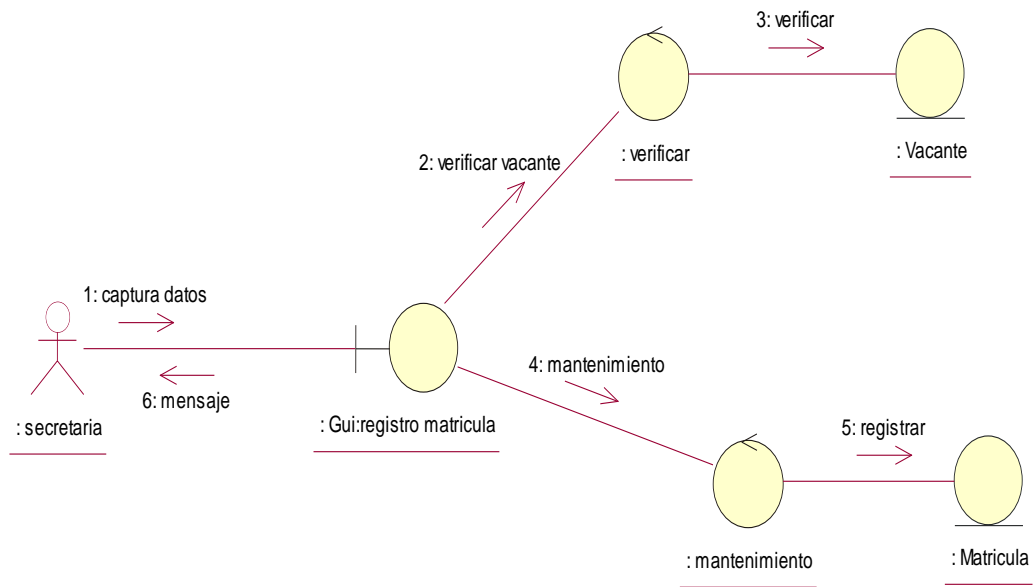 3: verificar
: verificar
: Vacante
2: verificar vacante
1: captura datos
6: mensaje
: secretaria
: Gui:registro matricula
4: mantenimiento
5: registrar
: mantenimiento
: Matricula